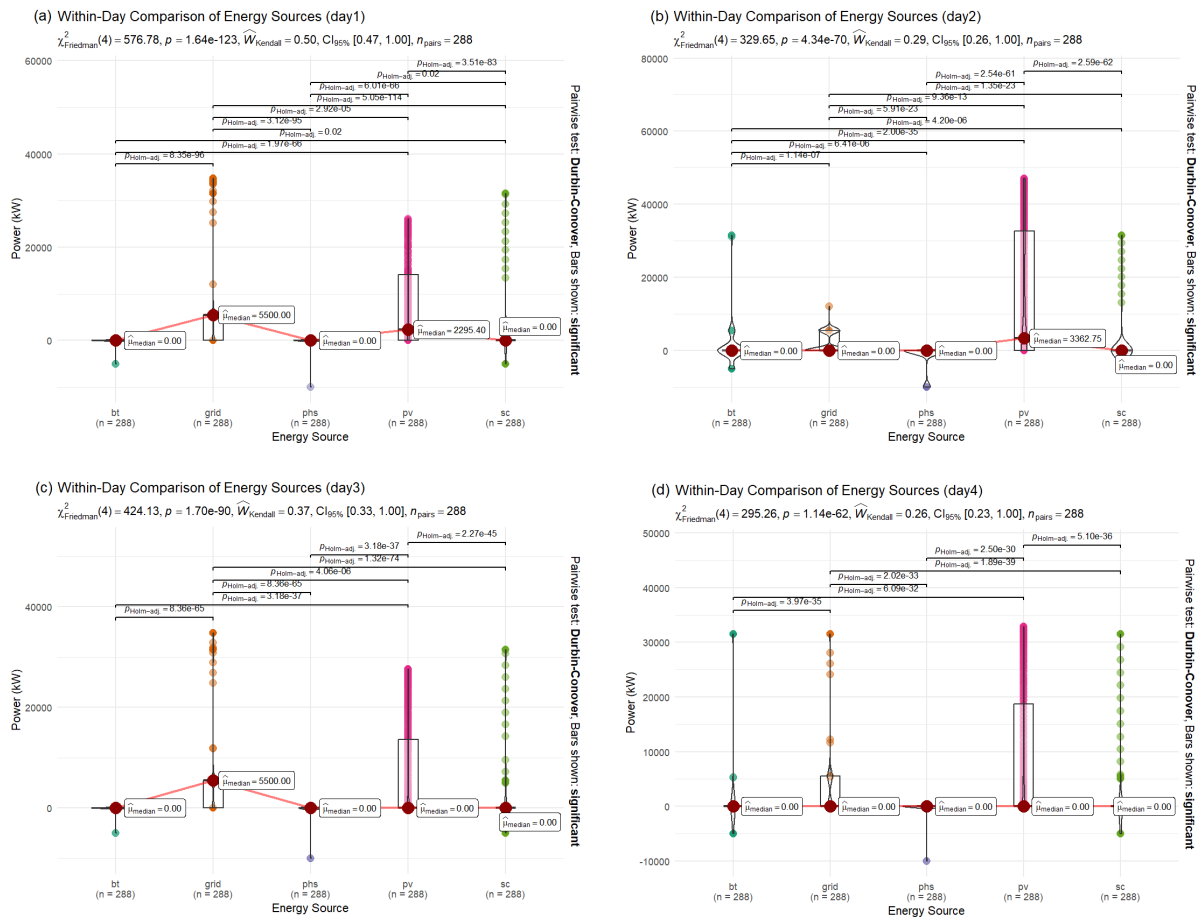 (a) Within-Day Comparison of Energy Sources (day1)
χ²Friedman(4) = 576.78, p = 1.64e-123, ŴKendall = 0.50, CI95% [0.47, 1.00], npairs = 288
60000
40000
20000
0
Power (kW)
pHolm-adj. = 3.51e-83
pHolm-adj. = 0.02
pHolm-adj. = 6.01e-66
pHolm-adj. = 5.05e-114
pHolm-adj. = 2.92e-05
pHolm-adj. = 3.12e-95
pHolm-adj. = 0.02
pHolm-adj. = 1.97e-66
pHolm-adj. = 8.35e-96
μ̂median = 0.00
μ̂median = 5500.00
μ̂median = 0.00
μ̂median = 2295.40
μ̂median = 0.00
bt grid phs pv sc
(n = 288) (n = 288) (n = 288) (n = 288) (n = 288)
Energy Source
Pairwise test: Durbin-Conover, Bars shown: significant
(b) Within-Day Comparison of Energy Sources (day2)
χ²Friedman(4) = 329.65, p = 4.34e-70, ŴKendall = 0.29, CI95% [0.26, 1.00], npairs = 288
80000
60000
40000
20000
0
Power (kW)
pHolm-adj. = 2.59e-62
pHolm-adj. = 2.54e-61
pHolm-adj. = 1.35e-23
pHolm-adj. = 9.36e-13
pHolm-adj. = 5.91e-23
pHolm-adj. = 4.20e-06
pHolm-adj. = 2.00e-35
pHolm-adj. = 6.41e-06
pHolm-adj. = 1.14e-07
μ̂median = 0.00
μ̂median = 0.00
μ̂median = 0.00
μ̂median = 3362.75
μ̂median = 0.00
bt grid phs pv sc
(n = 288) (n = 288) (n = 288) (n = 288) (n = 288)
Energy Source
Pairwise test: Durbin-Conover, Bars shown: significant
(c) Within-Day Comparison of Energy Sources (day3)
χ²Friedman(4) = 424.13, p = 1.70e-90, ŴKendall = 0.37, CI95% [0.33, 1.00], npairs = 288
40000
20000
0
Power (kW)
pHolm-adj. = 2.27e-45
pHolm-adj. = 3.18e-37
pHolm-adj. = 1.32e-74
pHolm-adj. = 4.06e-06
pHolm-adj. = 8.36e-65
pHolm-adj. = 3.18e-37
pHolm-adj. = 8.36e-65
μ̂median = 0.00
μ̂median = 5500.00
μ̂median = 0.00
μ̂median = 0.00
μ̂median = 0.00
bt grid phs pv sc
(n = 288) (n = 288) (n = 288) (n = 288) (n = 288)
Energy Source
Pairwise test: Durbin-Conover, Bars shown: significant
(d) Within-Day Comparison of Energy Sources (day4)
χ²Friedman(4) = 295.26, p = 1.14e-62, ŴKendall = 0.26, CI95% [0.23, 1.00], npairs = 288
50000
40000
30000
20000
10000
0
-10000
Power (kW)
pHolm-adj. = 5.10e-36
pHolm-adj. = 2.50e-30
pHolm-adj. = 1.89e-39
pHolm-adj. = 2.02e-33
pHolm-adj. = 6.09e-32
pHolm-adj. = 3.97e-35
μ̂median = 0.00
μ̂median = 0.00
μ̂median = 0.00
μ̂median = 0.00
μ̂median = 0.00
bt grid phs pv sc
(n = 288) (n = 288) (n = 288) (n = 288) (n = 288)
Energy Source
Pairwise test: Durbin-Conover, Bars shown: significant